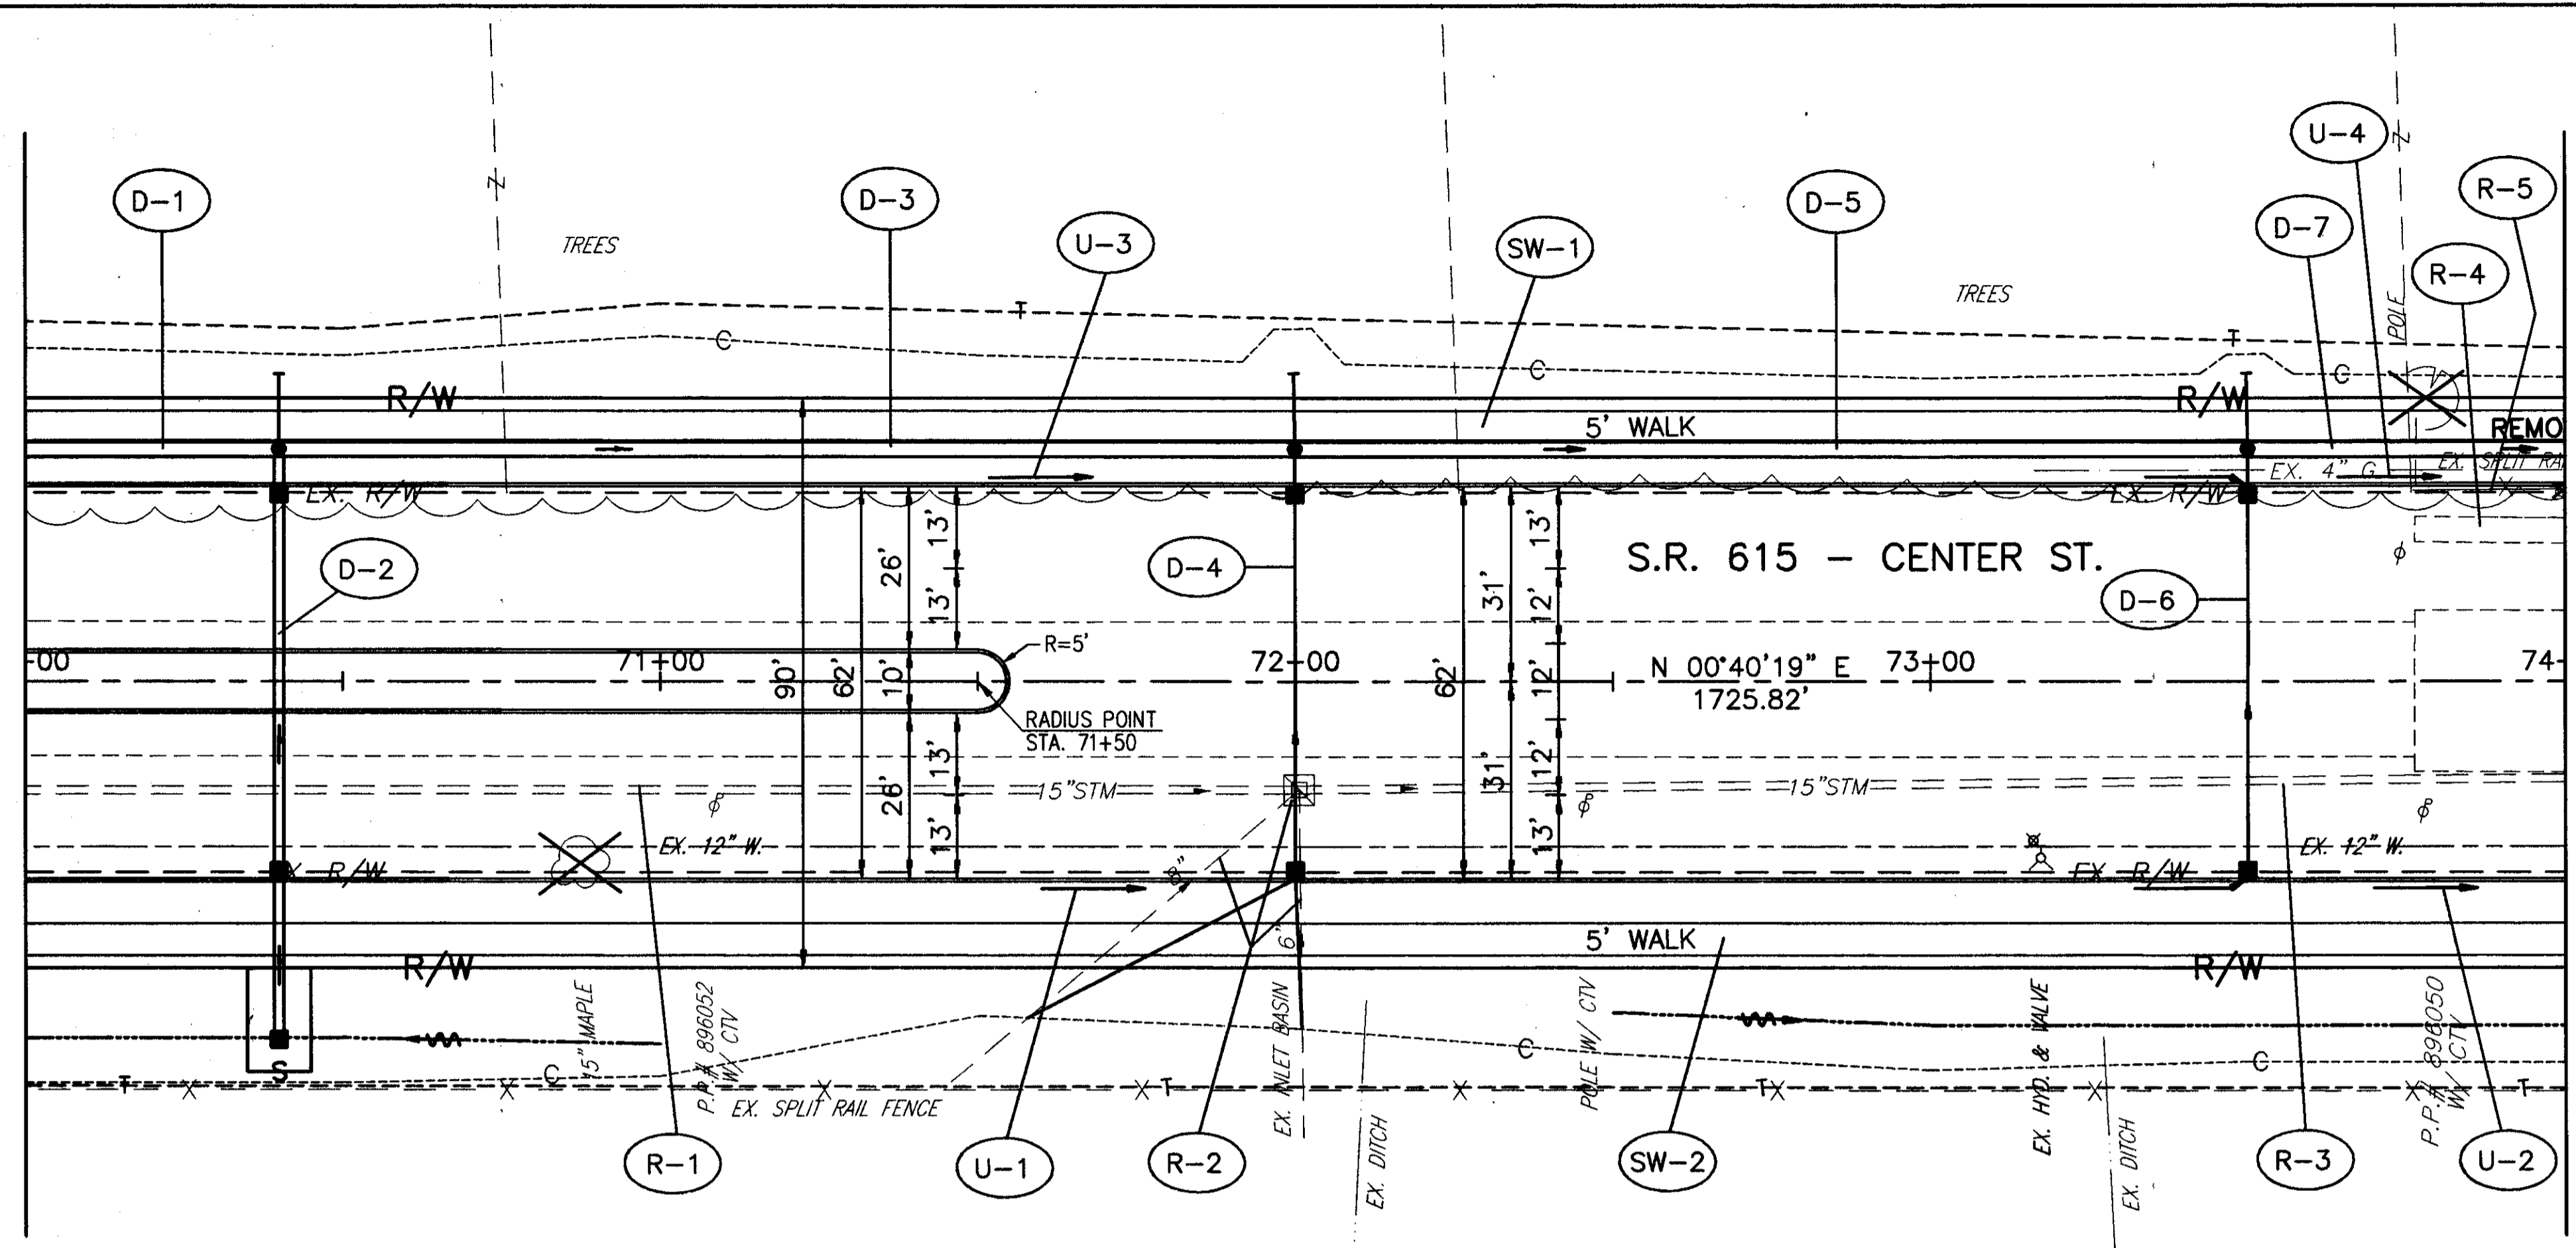 U-4
D-1
D-3
D-5
R-5
U-3
SW-1
D-7
R-4
TREES
TREES
POLE
T
T
C
C
C
R/W
R/W
5' WALK
REMO
EX. R/W
EX. R/W
EX. 4" G
EX. SPLIT RA
D-2
D-4
D-6
S.R. 615 - CENTER ST.
26'
13'
13'
31'
13'
12'
R=5'
-00
71+00
72+00
73+00
74-
90'
62'
10'
62'
12'
N 00°40'19" E
1725.82'
RADIUS POINT
STA. 71+50
26'
13'
13'
31'
12'
13'
15"STM
15"STM
EX. 12" W.
EX. 12" W.
R/W
EX R/W
8"
6"
5' WALK
R/W
R/W
15" MAPLE
P.P.# 896052
W/ CTV
EX. INLET BASIN
EX. DITCH
POLE W/ CTV
EX. HYD. & VALVE
EX. DITCH
P.P.# 896050
W/ CTV
S
C
C
C
T
T
T
T
EX. SPLIT RAIL FENCE
R-1
U-1
R-2
SW-2
R-3
U-2